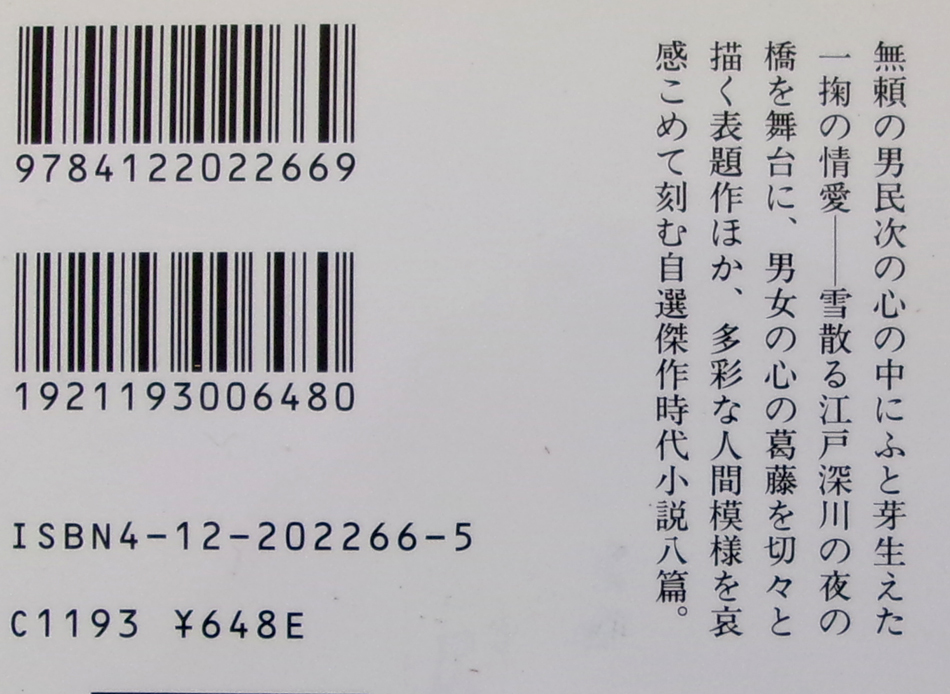 無頼の男民次の心の中にふと芽生えた
一掬の情愛――雪散る江戸深川の夜の
橋を舞台に、男女の心の葛藤を切々と
描く表題作ほか、多彩な人間模様を哀
感こめて刻む自選傑作時代小説八篇。
9784122022669
1921193006480
ISBN4-12-202266-5
C1193 ¥648E